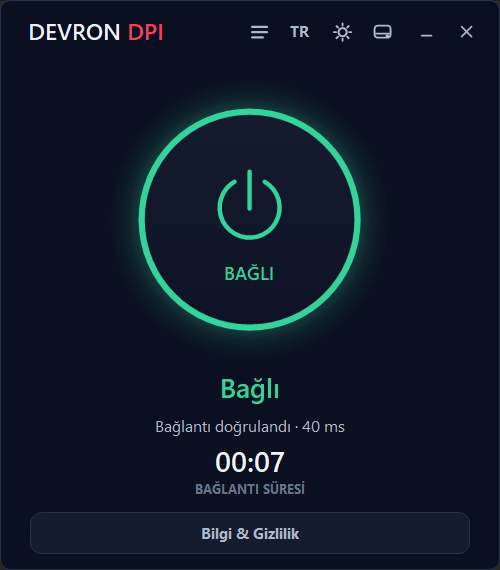 DEVRON DPI
TR
BAĞLI
Bağlı
Bağlantı doğrulandı · 40 ms
00:07
BAĞLANTI SÜRESİ
Bilgi & Gizlilik